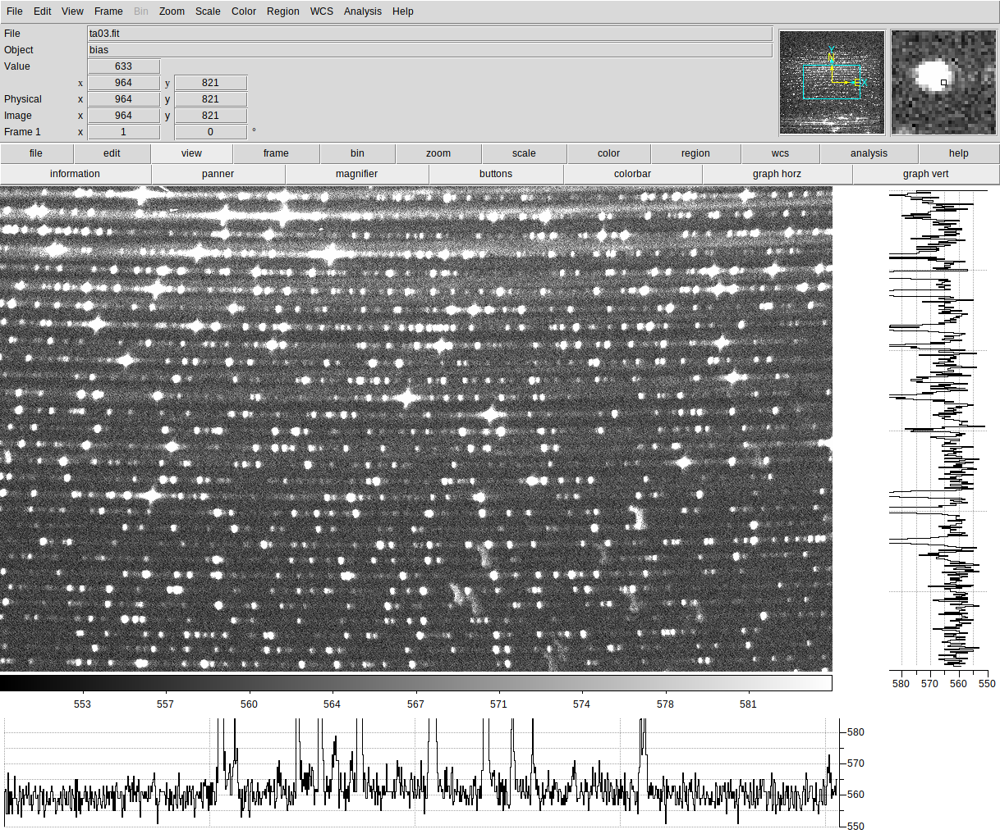 File Edit View Frame Bin Zoom Scale Color Region WCS Analysis Help
File ta03.fit
Object bias
Value 633
x 964 y 821
Physical x 964 y 821
Image x 964 y 821
Frame 1 x 1 0 °
Y
N
E X
file edit view frame bin zoom scale color region wcs analysis help
information panner magnifier buttons colorbar graph horz graph vert
580 570 560 550
553 557 560 564 567 571 574 578 581
580
570
560
550